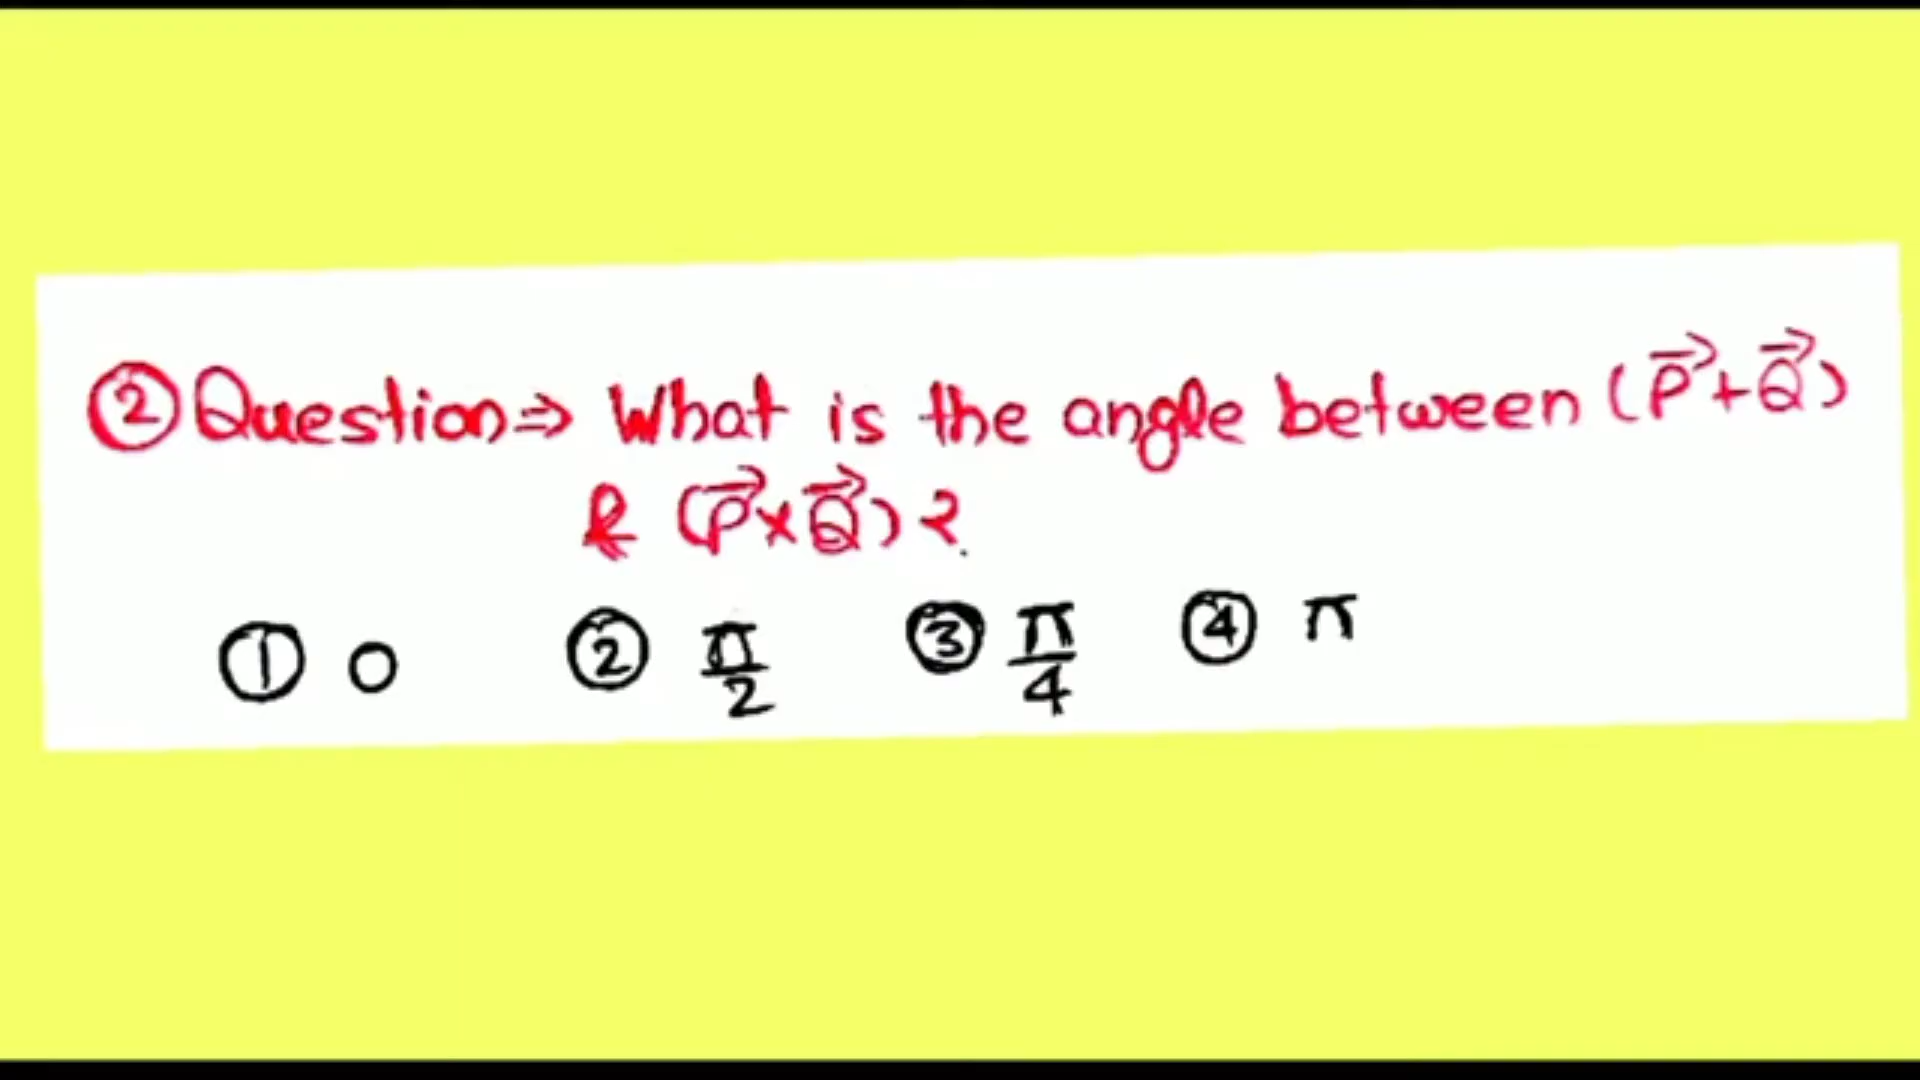 ② Question⇒ What is the angle between (P⃗+Q⃗)
& (P⃗×Q⃗) ?
① 0 ② π/2 ③ π/4 ④ π